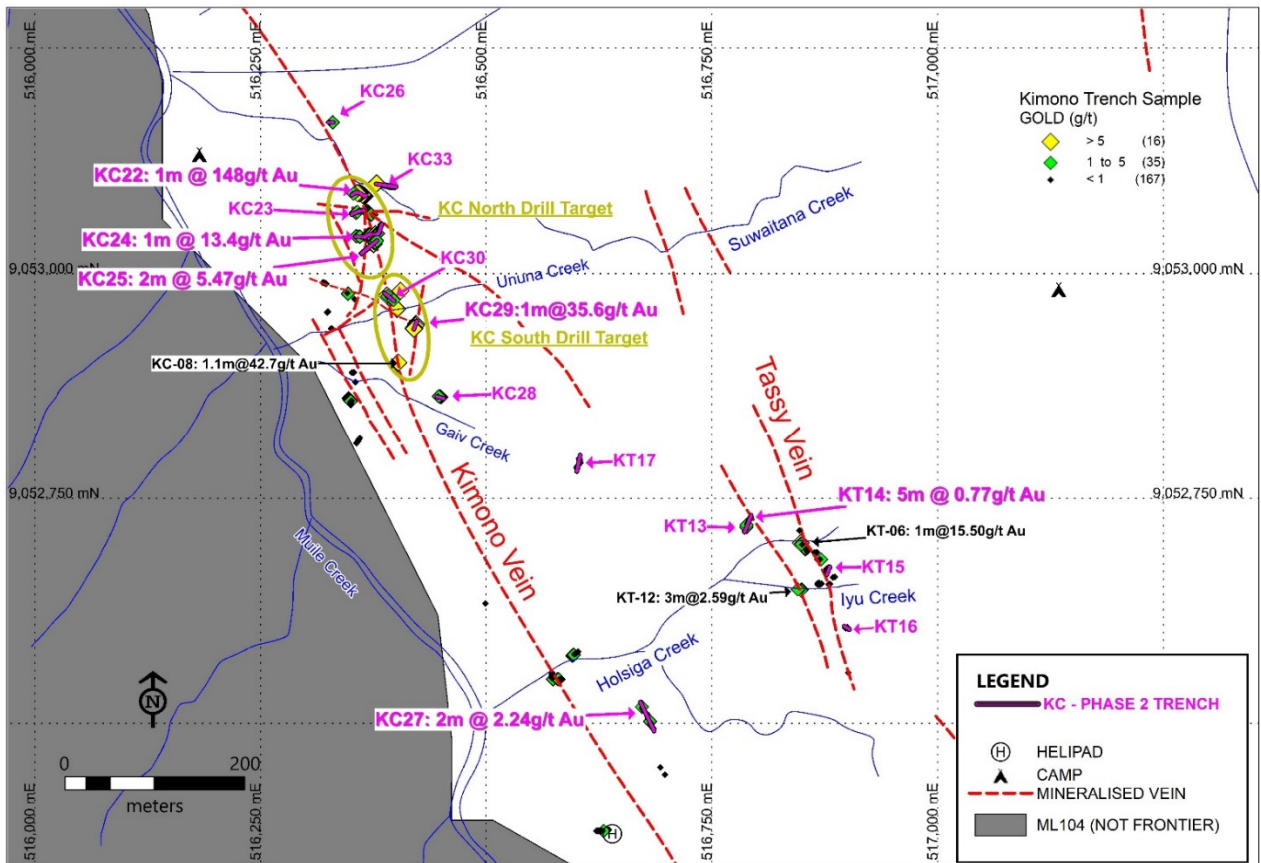 516,000 mE
516,250 mE
516,500 mE
516,750 mE
517,000 mE
Kimono Trench Sample
GOLD (g/t)
> 5 (16)
1 to 5 (35)
< 1 (167)
KC26
KC33
KC22: 1m @ 148g/t Au
KC23
KC North Drill Target
KC24: 1m @ 13.4g/t Au
Suwaitana Creek
KC25: 2m @ 5.47g/t Au
KC30
9,053,000 mN
9,053,000 mN
Ununa Creek
KC29:1m@35.6g/t Au
KC South Drill Target
KC-08: 1.1m@42.7g/t Au
KC28
Gaiv Creek
Tassy Vein
KT17
Kimono Vein
9,052,750 mN
9,052,750 mN
KT14: 5m @ 0.77g/t Au
KT13
KT-06: 1m@15.50g/t Au
Muile Creek
KT15
KT-12: 3m@2.59g/t Au
Iyu Creek
KT16
Holsiga Creek
N
KC27: 2m @ 2.24g/t Au
0 200
meters
H
LEGEND
KC - PHASE 2 TRENCH
H HELIPAD
CAMP
MINERALISED VEIN
ML104 (NOT FRONTIER)
516,000 mE
516,250 mE
516,750 mE
517,000 mE